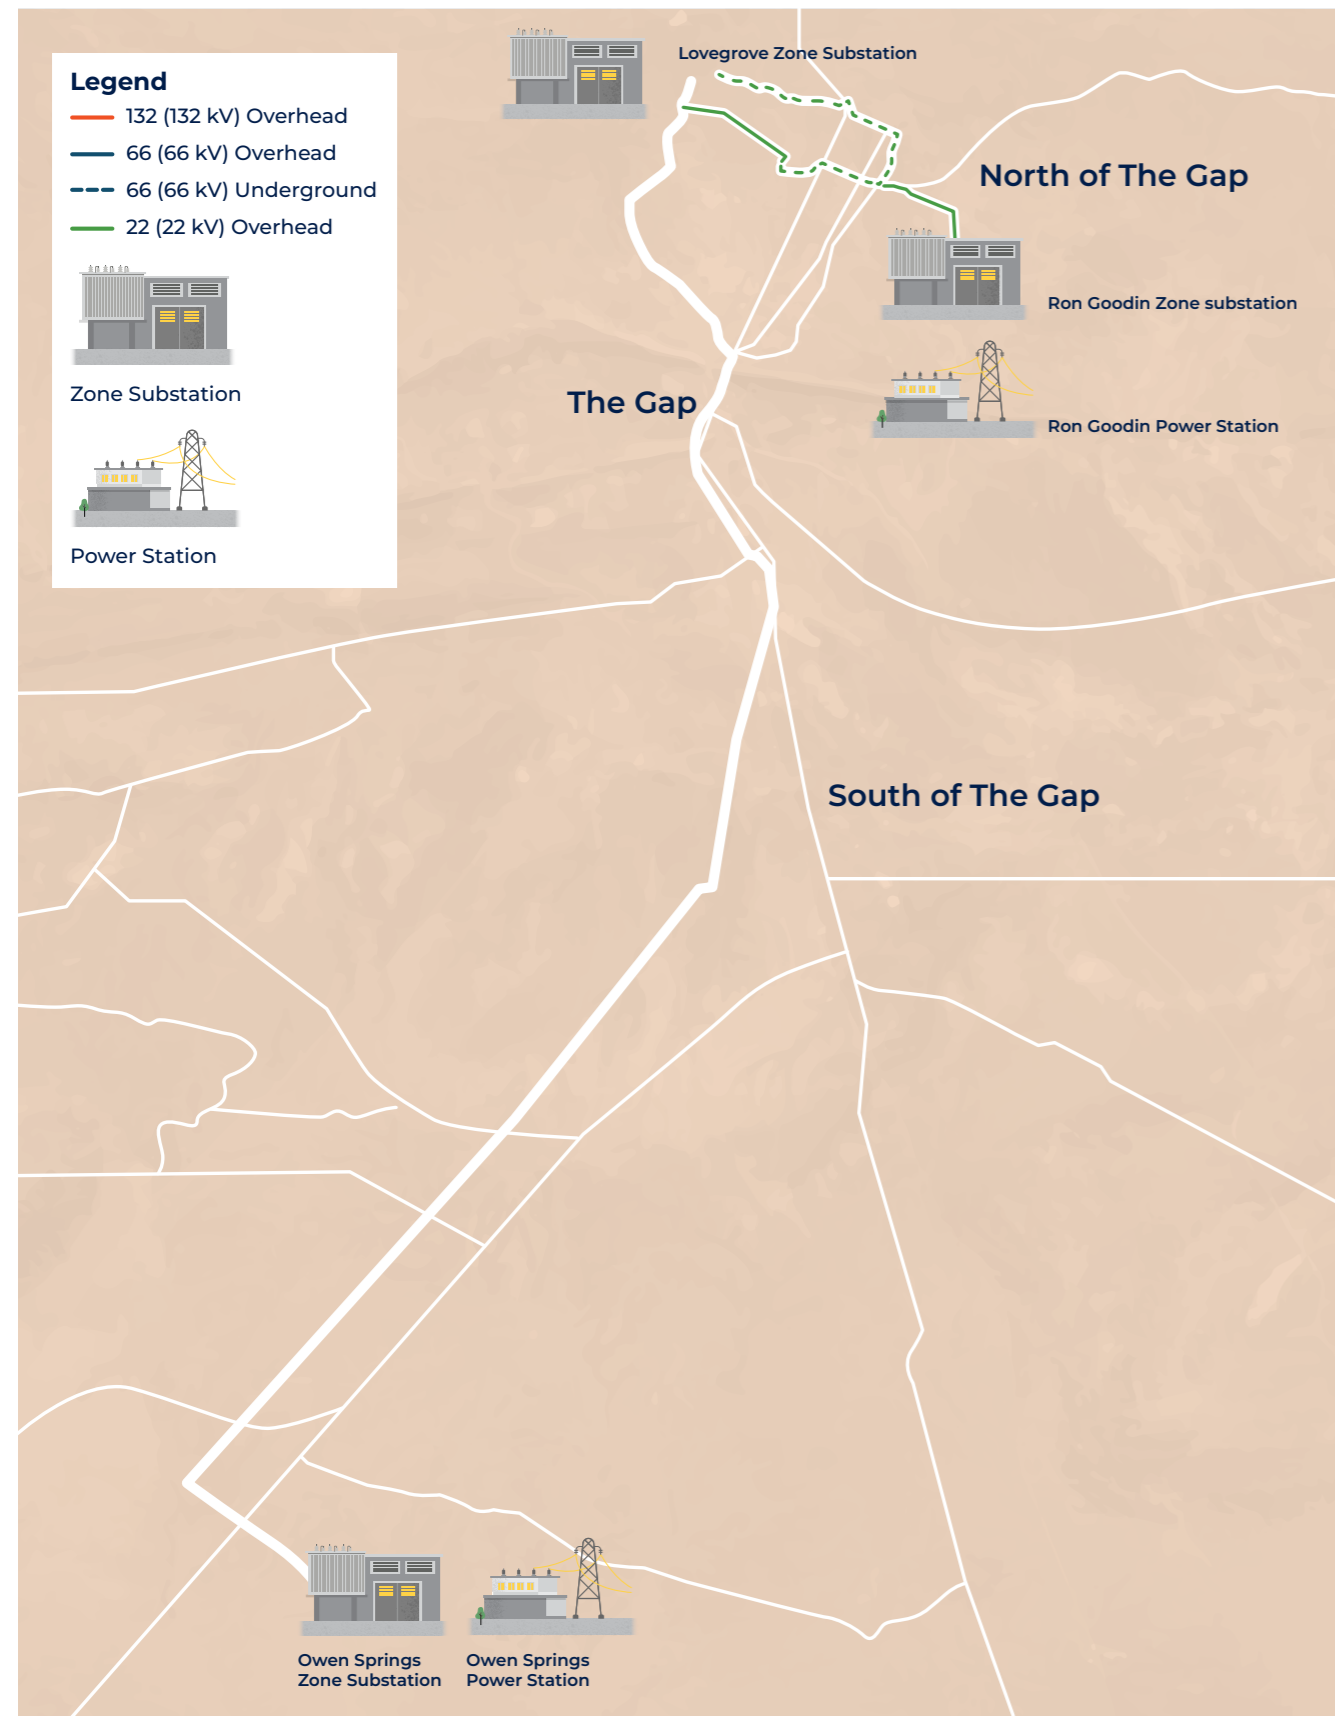 Legend
132 (132 kV) Overhead
66 (66 kV) Overhead
66 (66 kV) Underground
22 (22 kV) Overhead
Zone Substation
Power Station
Lovegrove Zone Substation
North of The Gap
Ron Goodin Zone substation
The Gap
Ron Goodin Power Station
South of The Gap
Owen Springs
Zone Substation
Owen Springs
Power Station